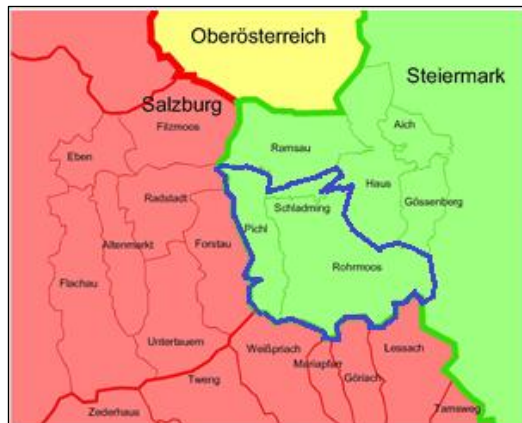 Oberösterreich
Steiermark
Salzburg
Filzmoos
Aich
Ramsau
Eben
Haus
Radstadt
Schladming
Gössenberg
Pichl
Altenmarkt
Forstau
Rohrmoos
Flachau
Untertauern
Weißpriach
Lessach
Mariapfarr
Göriach
Tweng
Zederhaus
Tamsweg